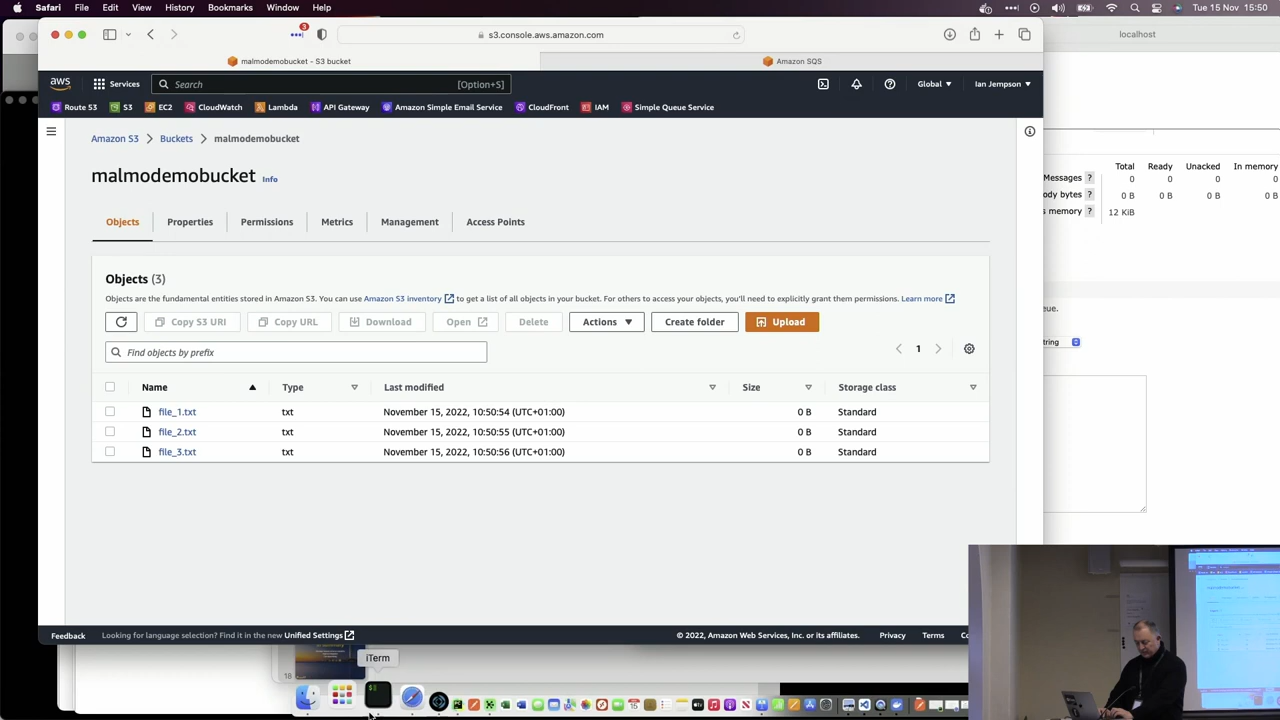 Safari File Edit View History Bookmarks Window Help Tue 15 Nov 15:50
3
s3.console.aws.amazon.com
localhost
malmodemobucket - S3 bucket
Amazon SQS
aws Services Search [Option+S] Global Ian Jempson
Route 53 S3 EC2 CloudWatch Lambda API Gateway Amazon Simple Email Service CloudFront IAM Simple Queue Service
Amazon S3 Buckets malmodemobucket
malmodemobucket Info
Total Ready Unacked In memory
Messages ? 0 0 0 0
ody bytes ? 0 B 0 B 0 B 0 B
s memory ? 12 KiB
Objects Properties Permissions Metrics Management Access Points
Objects (3)
Objects are the fundamental entities stored in Amazon S3. You can use Amazon S3 inventory to get a list of all objects in your bucket. For others to access your objects, you'll need to explicitly grant them permissions. Learn more
ue.
Copy S3 URI Copy URL Download Open Delete Actions Create folder Upload
tring
Find objects by prefix
1
Name Type Last modified Size Storage class
file_1.txt txt November 15, 2022, 10:50:54 (UTC+01:00) 0 B Standard
file_2.txt txt November 15, 2022, 10:50:55 (UTC+01:00) 0 B Standard
file_3.txt txt November 15, 2022, 10:50:56 (UTC+01:00) 0 B Standard
Feedback Looking for language selection? Find it in the new Unified Settings © 2022, Amazon Web Services, Inc. or its affiliates. Privacy Terms Co
iTerm
18